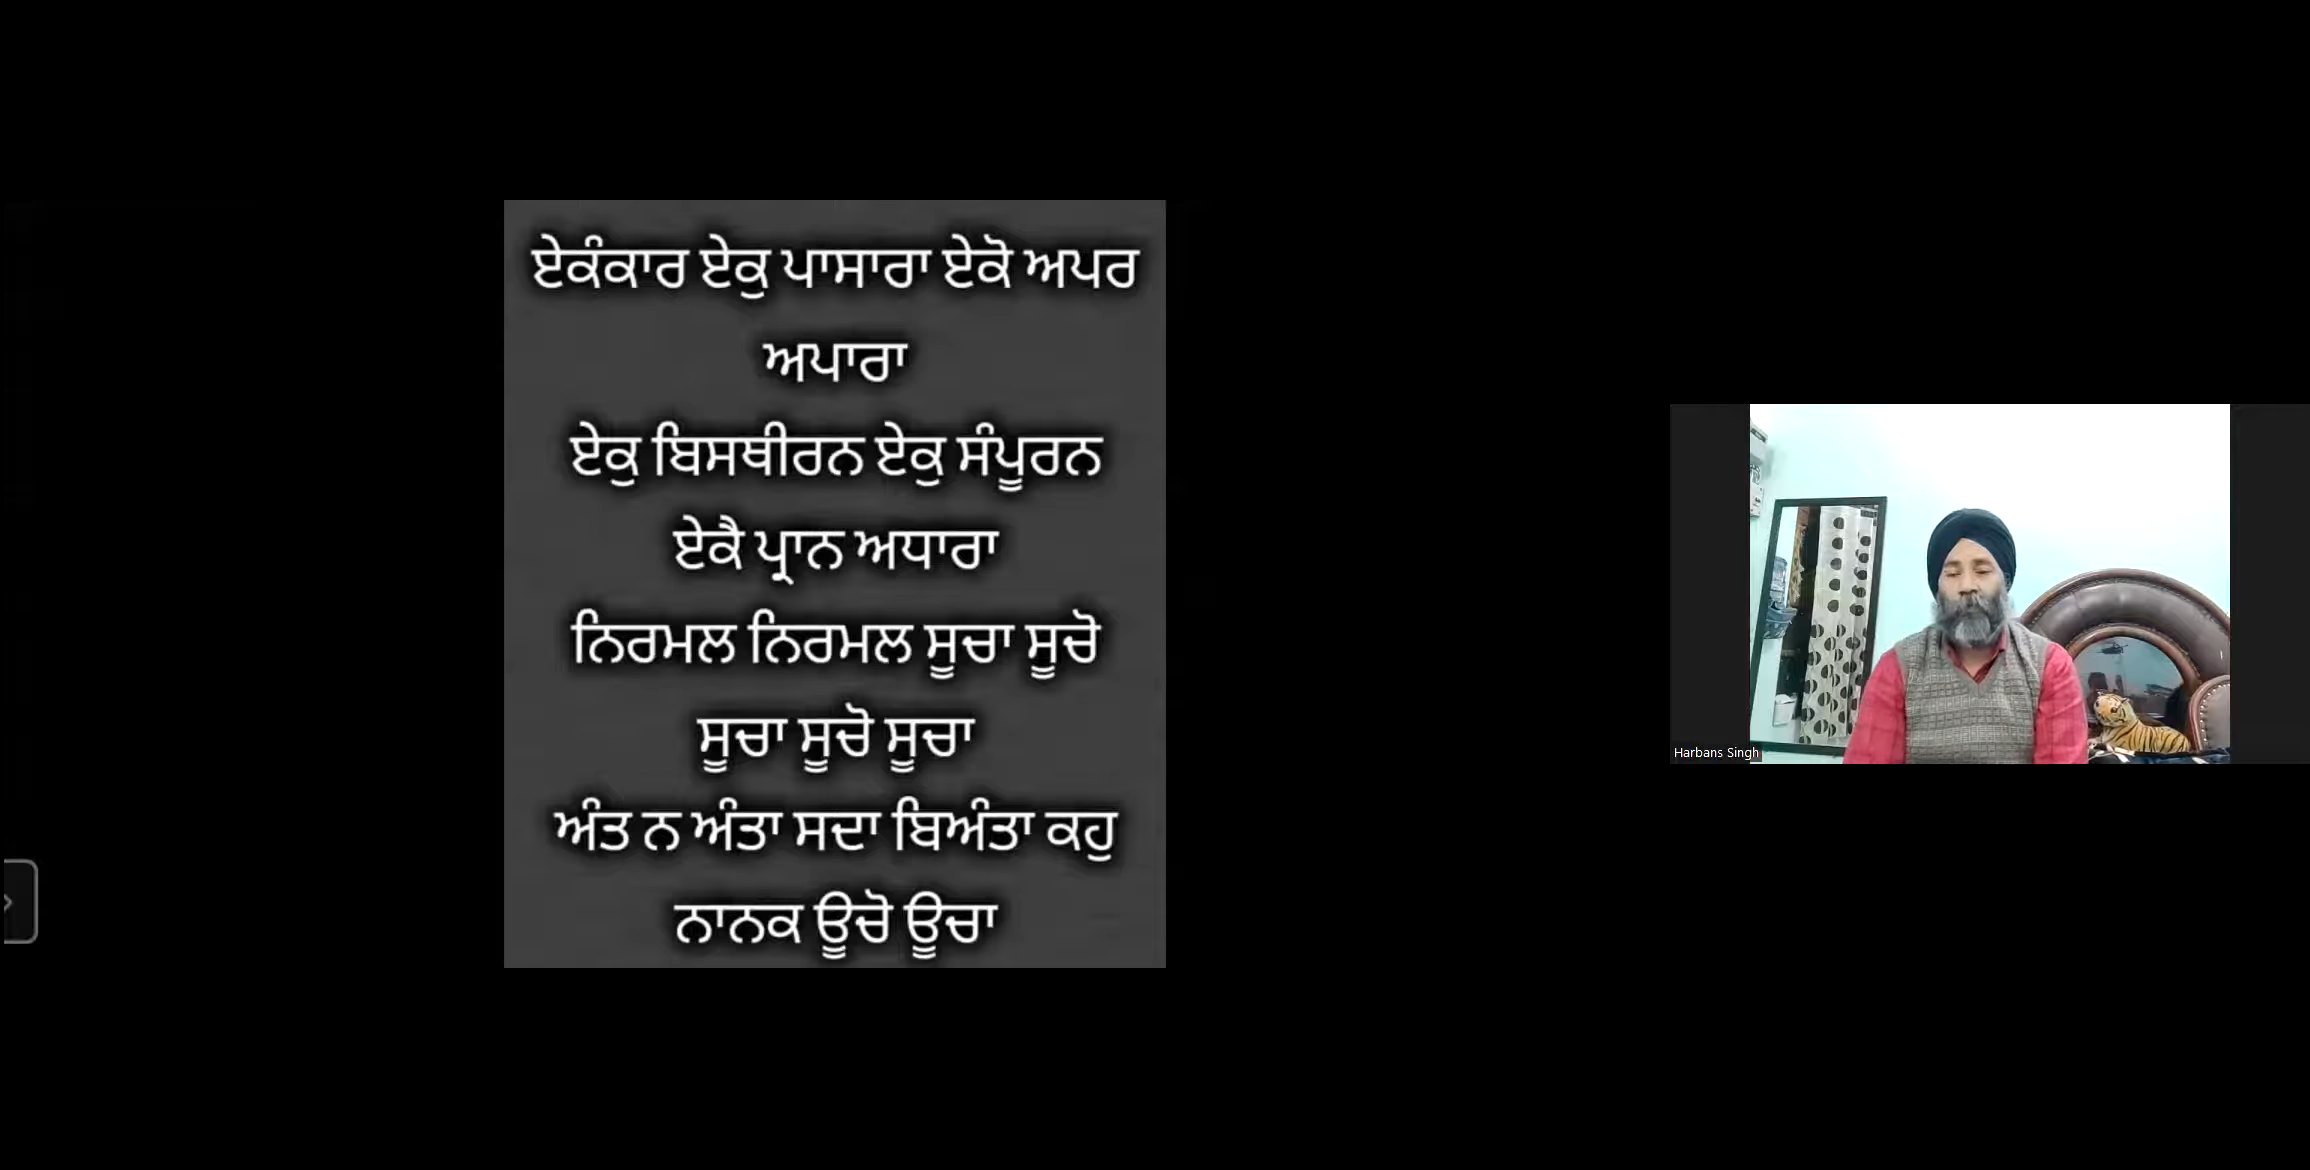 ਏਕੰਕਾਰ ਏਕੁ ਪਾਸਾਰਾ ਏਕੋ ਅਪਰ
ਅਪਾਰਾ
ਏਕੁ ਬਿਸਥੀਰਨ ਏਕੁ ਸੰਪੂਰਨ
ਏਕੈ ਪ੍ਰਾਨ ਅਧਾਰਾ
ਨਿਰਮਲ ਨਿਰਮਲ ਸੂਚਾ ਸੂਚੋ
ਸੂਚਾ ਸੂਚੋ ਸੂਚਾ
ਅੰਤ ਨ ਅੰਤਾ ਸਦਾ ਬਿਅੰਤਾ ਕਹੁ
ਨਾਨਕ ਊਚੋ ਊਚਾ
Harbans Singh